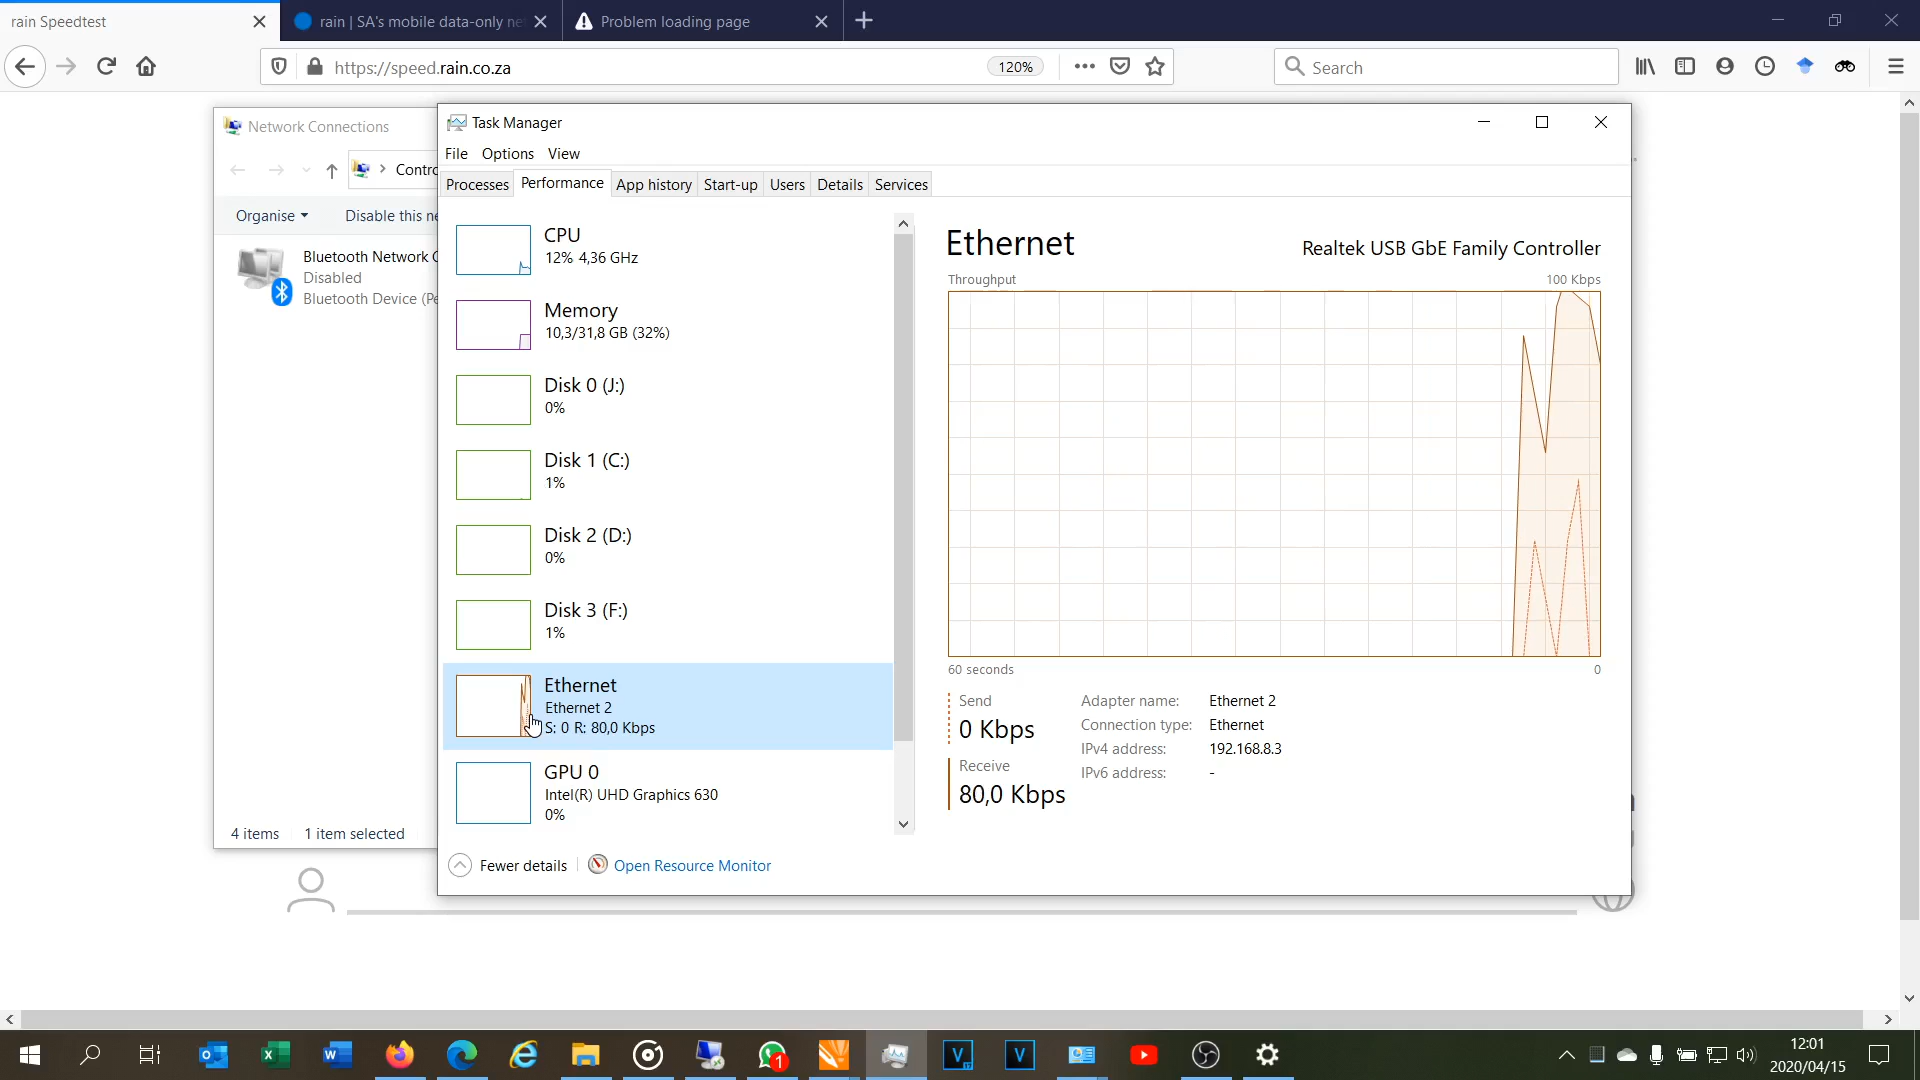 rain Speedtest
rain | SA's mobile data-only ne
Problem loading page
https://speed.rain.co.za
120%
Search
Network Connections
Contro
Organise
Disable this ne
Bluetooth Network C
Disabled
Bluetooth Device (Pe
4 items
1 item selected
Task Manager
File Options View
Processes Performance App history Start-up Users Details Services
CPU
12% 4,36 GHz
Memory
10,3/31,8 GB (32%)
Disk 0 (J:)
0%
Disk 1 (C:)
1%
Disk 2 (D:)
0%
Disk 3 (F:)
1%
Ethernet
Ethernet 2
S: 0 R: 80,0 Kbps
GPU 0
Intel(R) UHD Graphics 630
0%
Fewer details
Open Resource Monitor
Ethernet
Realtek USB GbE Family Controller
Throughput
100 Kbps
60 seconds
0
Send
0 Kbps
Receive
80,0 Kbps
Adapter name: Ethernet 2
Connection type: Ethernet
IPv4 address: 192.168.8.3
IPv6 address: -
1
12:01
2020/04/15